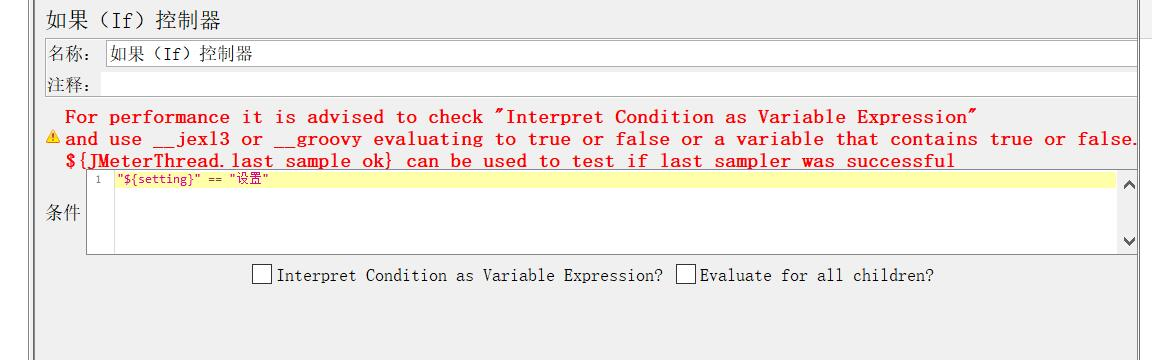 如果（If）控制器
名称： 如果（If）控制器
注释：
For performance it is advised to check "Interpret Condition as Variable Expression"
and use __jexl3 or __groovy evaluating to true or false or a variable that contains true or false.
${JMeterThread.last_sample_ok} can be used to test if last sampler was successful
1 "${setting}" == "设置"
条件
Interpret Condition as Variable Expression? Evaluate for all children?